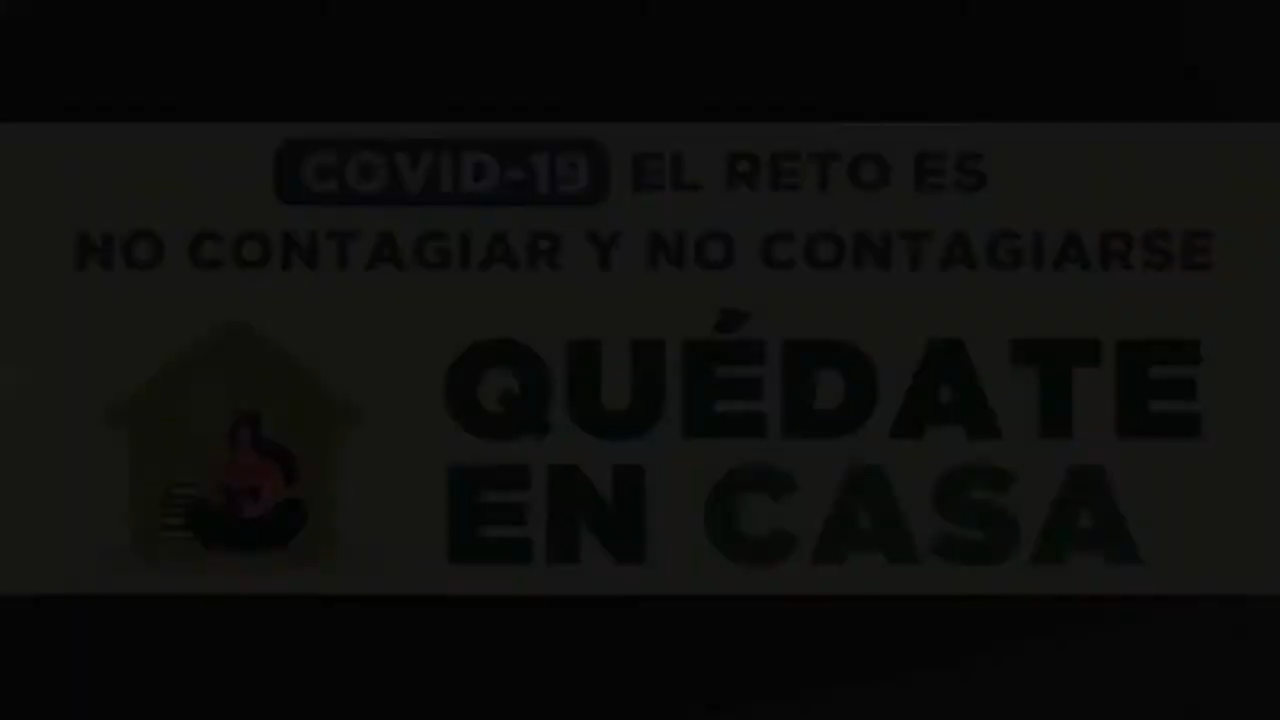 COVID-19 EL RETO ES
NO CONTAGIAR Y NO CONTAGIARSE
QUÉDATE
EN CASA